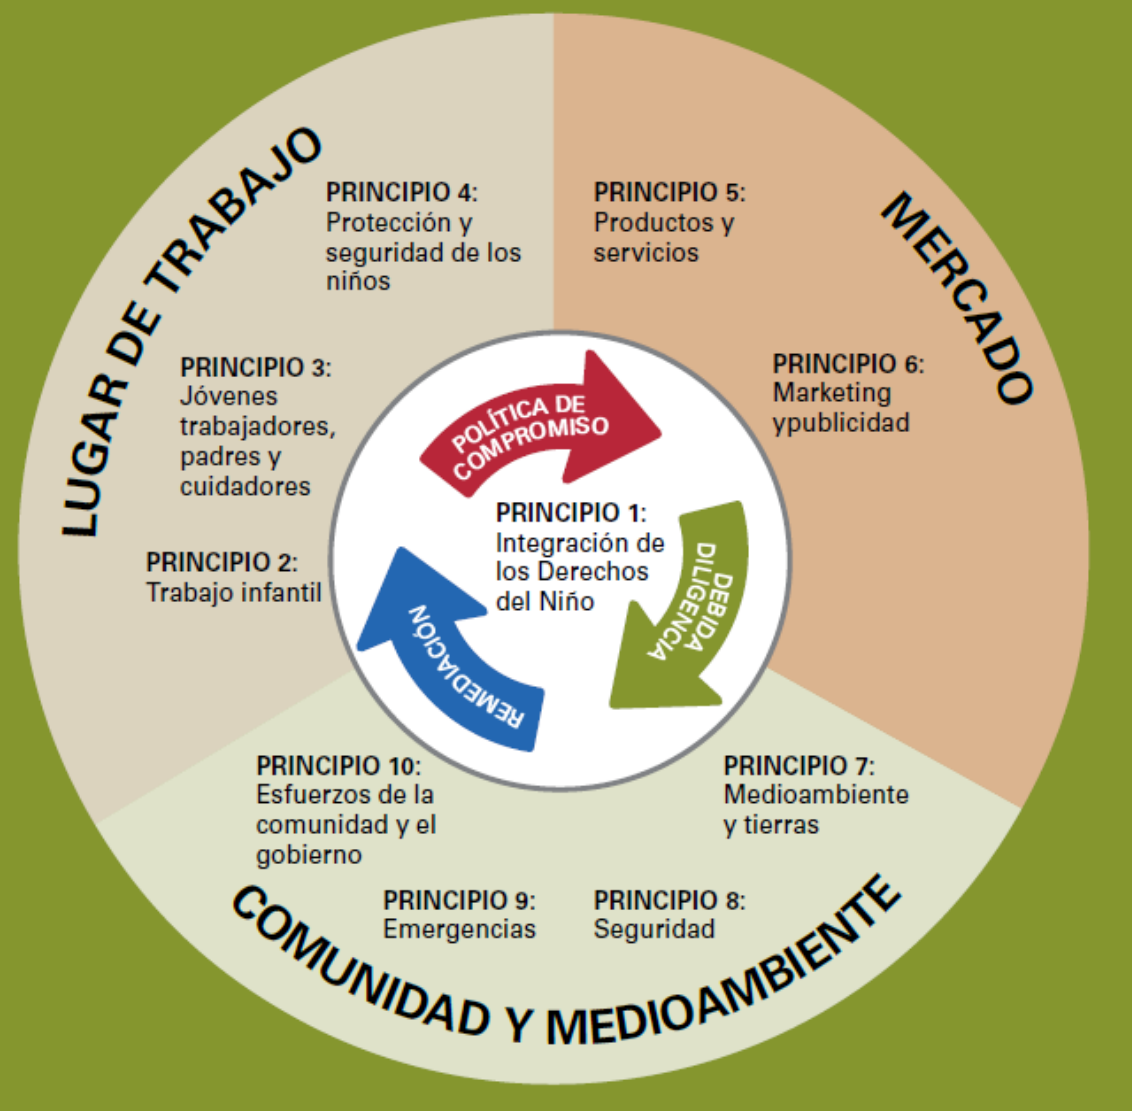 LUGAR DE TRABAJO
PRINCIPIO 4:
Protección y
seguridad de los
niños
PRINCIPIO 3:
Jóvenes
trabajadores,
padres y
cuidadores
PRINCIPIO 2:
Trabajo infantil
MERCADO
PRINCIPIO 5:
Productos y
servicios
PRINCIPIO 6:
Marketing
ypublicidad
POLÍTICA DE
COMPROMISO
PRINCIPIO 1:
Integración de
los Derechos
del Niño
DEBIDA
DILIGENCIA
REMEDIACIÓN
PRINCIPIO 10:
Esfuerzos de la
comunidad y el
gobierno
PRINCIPIO 9:
Emergencias
PRINCIPIO 8:
Seguridad
PRINCIPIO 7:
Medioambiente
y tierras
COMUNIDAD Y MEDIOAMBIENTE